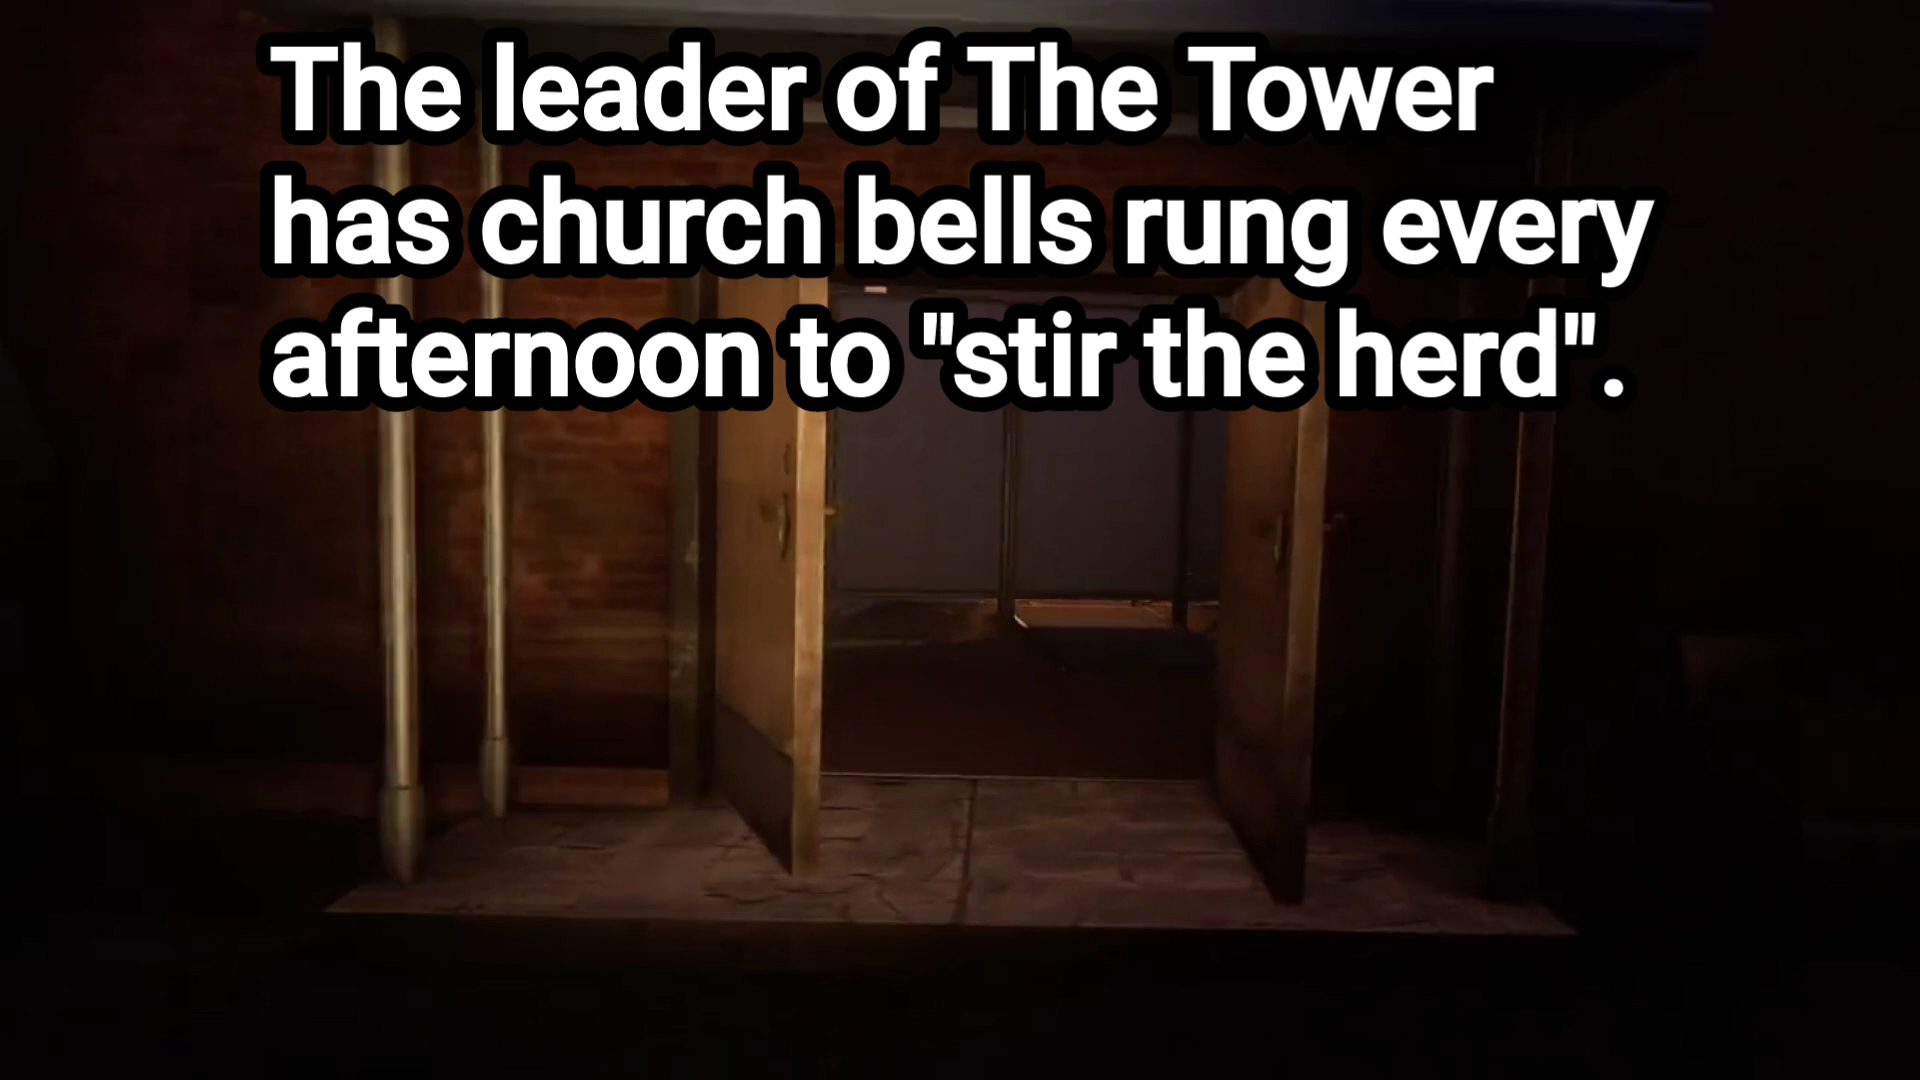 The leader of The Tower
has church bells rung every
afternoon to "stir the herd".